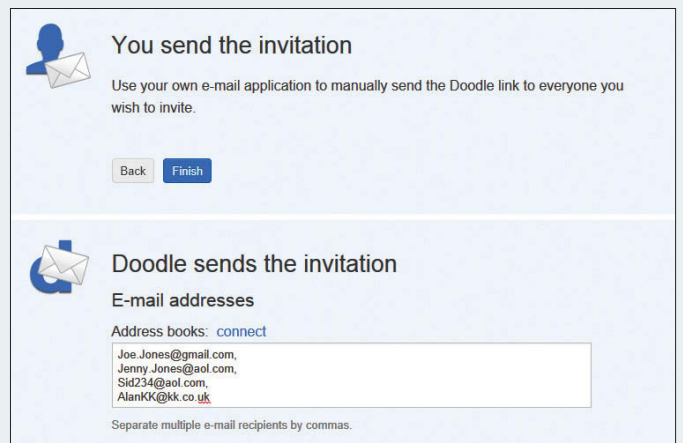 You send the invitation
Use your own e-mail application to manually send the Doodle link to everyone you
wish to invite.
Back Finish
Doodle sends the invitation
E-mail addresses
Address books: connect
Joe.Jones@gmail.com,
Jenny.Jones@aol.com,
Sid234@aol.com,
AlanKK@kk.co.uk
Separate multiple e-mail recipients by commas.